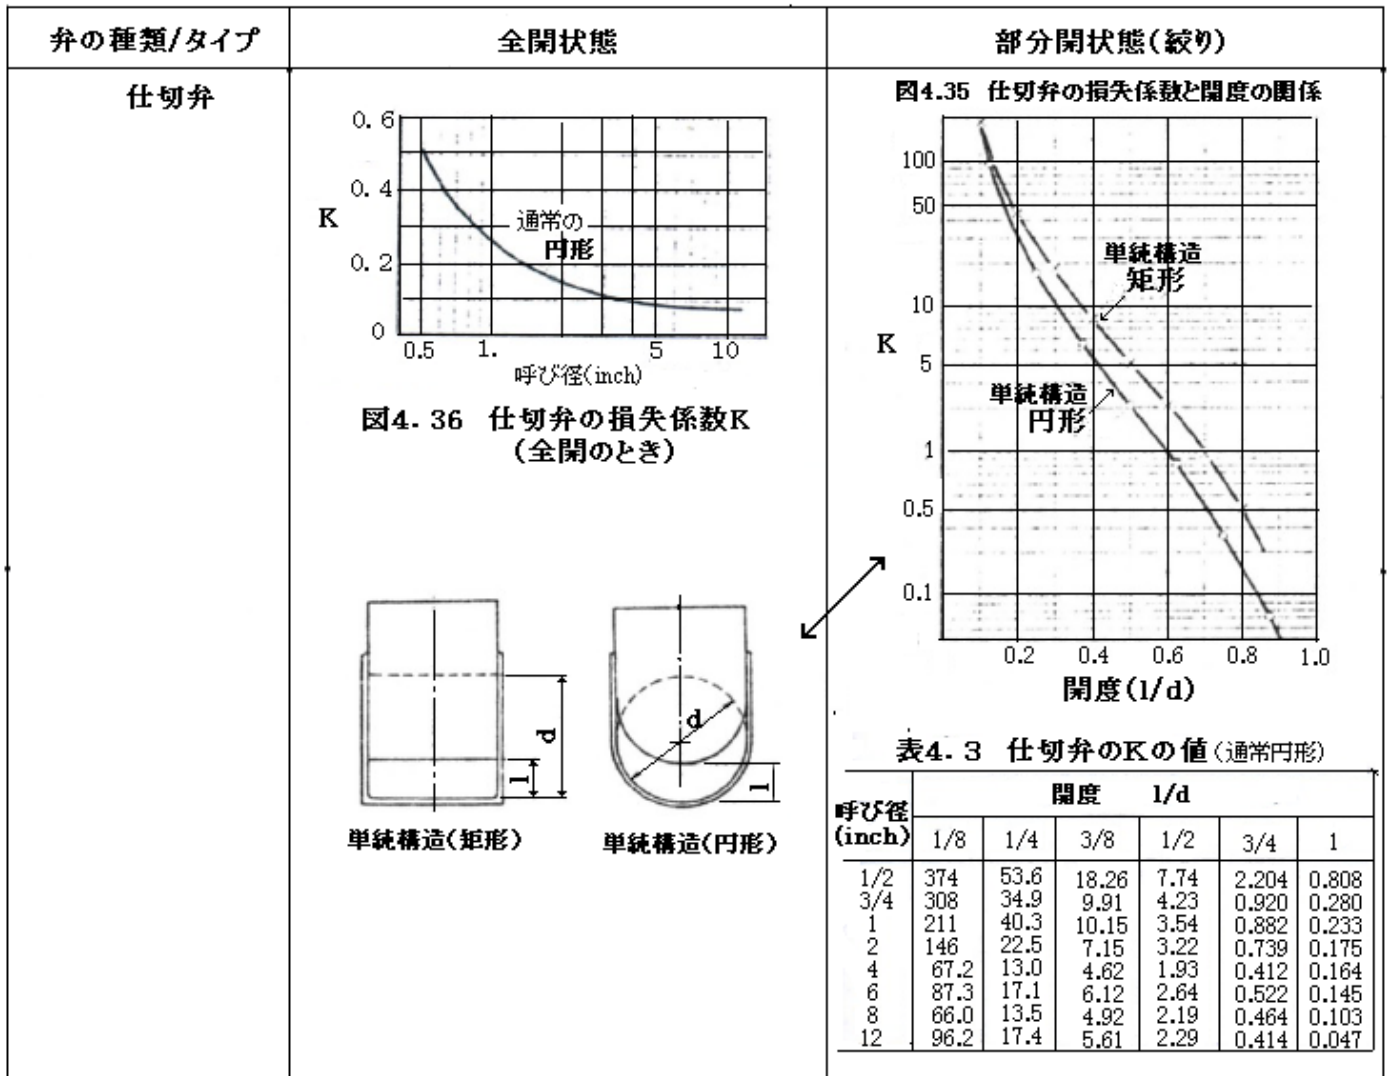 弁の種類/タイプ
全開状態
部分開状態(絞り)
仕切弁
0.6
0.4
K
0.2
0
通常の
円形
0.5 1. 5 10
呼び径(inch)
図4.36 仕切弁の損失係数K
(全開のとき)
d
l
単純構造(矩形)
d
l
単純構造(円形)
図4.35 仕切弁の損失係数と開度の関係
100
50
10
K
5
1
0.5
0.1
単純構造
矩形
単純構造
円形
0.2 0.4 0.6 0.8 1.0
開度(l/d)
表4.3 仕切弁のKの値(通常円形)
呼び径
(inch)
開度 l/d
1/8 1/4 3/8 1/2 3/4 1
1/2 374 53.6 18.26 7.74 2.204 0.808
3/4 308 34.9 9.91 4.23 0.920 0.280
1 211 40.3 10.15 3.54 0.882 0.233
2 146 22.5 7.15 3.22 0.739 0.175
4 67.2 13.0 4.62 1.93 0.412 0.164
6 87.3 17.1 6.12 2.64 0.522 0.145
8 66.0 13.5 4.92 2.19 0.464 0.103
12 96.2 17.4 5.61 2.29 0.414 0.047